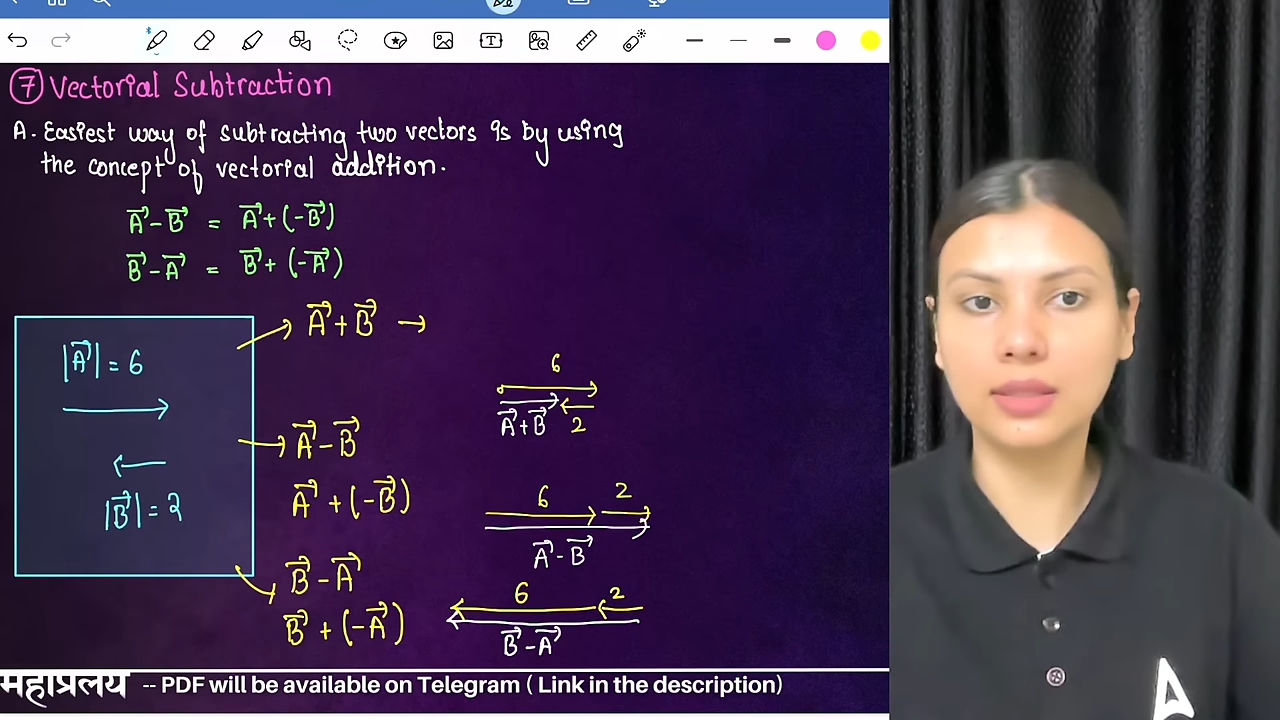 ⑦ Vectorial Subtraction
A. Easiest way of subtracting two vectors is by using
the concept of vectorial addition.
A⃗ - B⃗ = A⃗ + (-B⃗)
B⃗ - A⃗ = B⃗ + (-A⃗)
|A⃗| = 6
|B⃗| = 2
A⃗ + B⃗ →
6
A⃗+B⃗ 2
A⃗ - B⃗
A⃗ + (-B⃗)
6 2
A⃗ - B⃗
B⃗ - A⃗
B⃗ + (-A⃗)
6 2
B⃗ - A⃗
महाप्रलय -- PDF will be available on Telegram ( Link in the description)